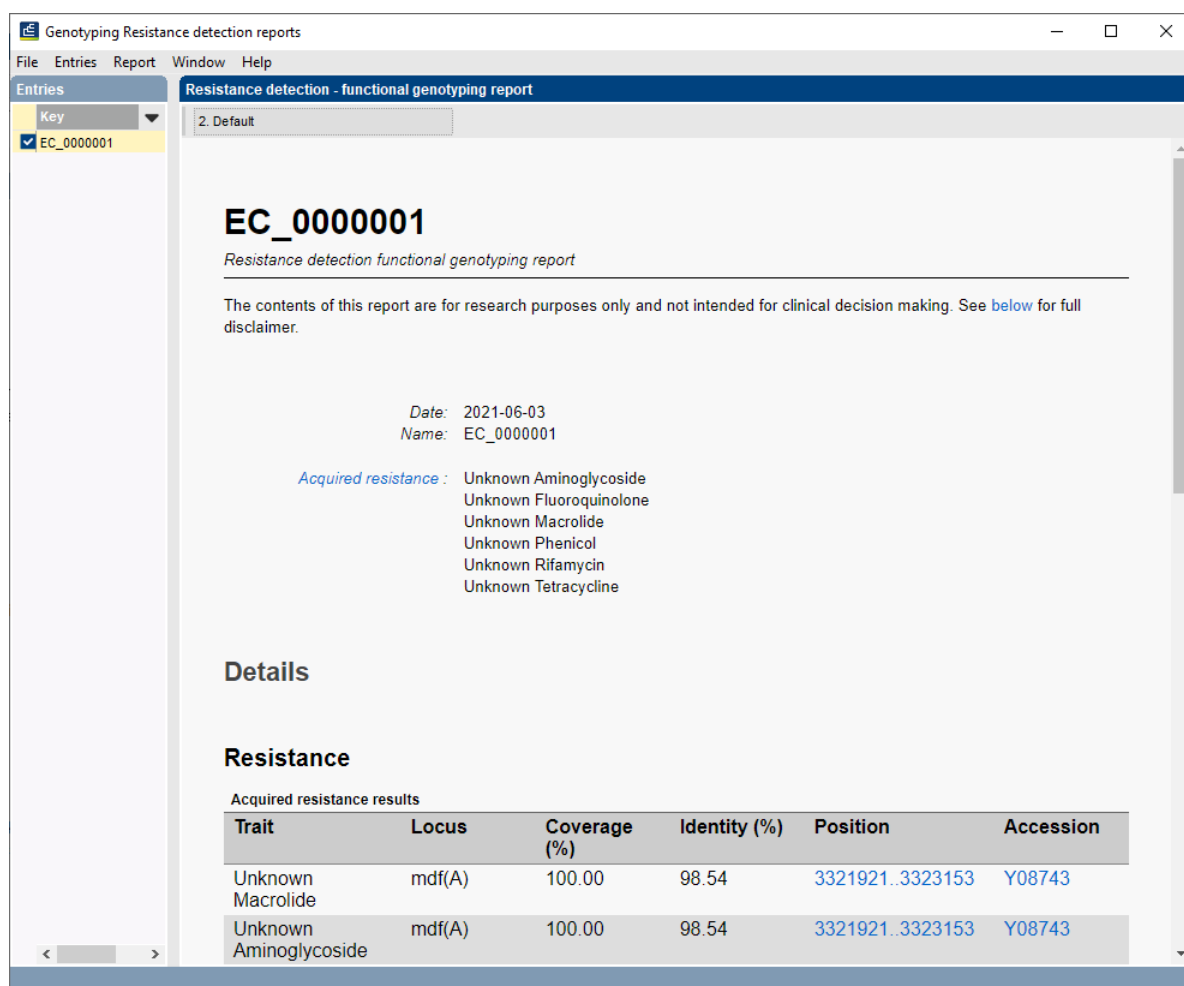 Genotyping Resistance detection reports
File Entries Report Window Help
Entries
Key
EC_0000001
Resistance detection - functional genotyping report
2. Default
EC_0000001
Resistance detection functional genotyping report
The contents of this report are for research purposes only and not intended for clinical decision making. See below for full
disclaimer.
Date: 2021-06-03
Name: EC_0000001
Acquired resistance : Unknown Aminoglycoside
Unknown Fluoroquinolone
Unknown Macrolide
Unknown Phenicol
Unknown Rifamycin
Unknown Tetracycline
Details
Resistance
Acquired resistance results
Trait Locus Coverage (%) Identity (%) Position Accession
Unknown Macrolide mdf(A) 100.00 98.54 3321921..3323153 Y08743
Unknown Aminoglycoside mdf(A) 100.00 98.54 3321921..3323153 Y08743